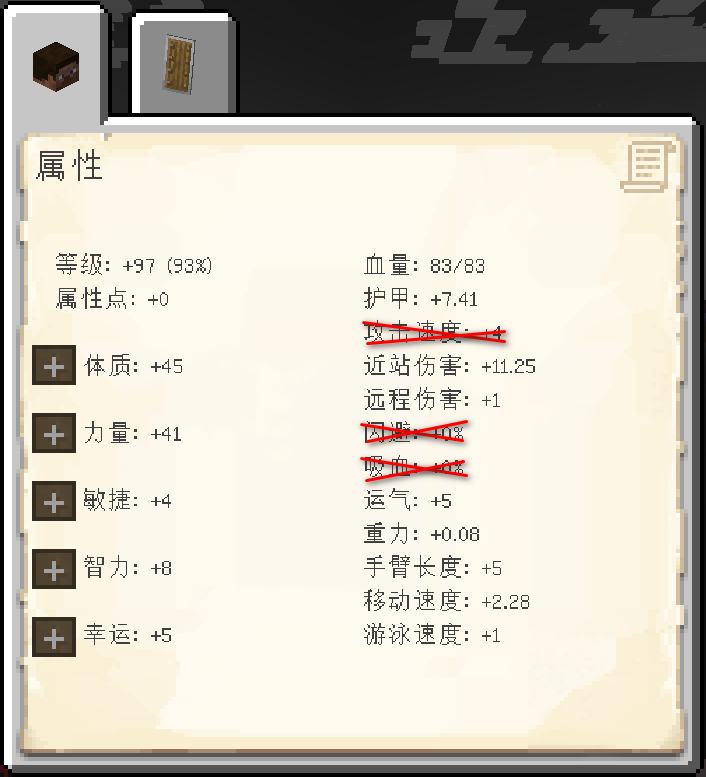 属性
等级: +97 (93%)
属性点: +0
体质: +45
力量: +41
敏捷: +4
智力: +8
幸运: +5
血量: 83/83
护甲: +7.41
攻击速度: +4
近站伤害: +11.25
远程伤害: +1
闪避: +0%
吸血: +0%
运气: +5
重力: +0.08
手臂长度: +5
移动速度: +2.28
游泳速度: +1